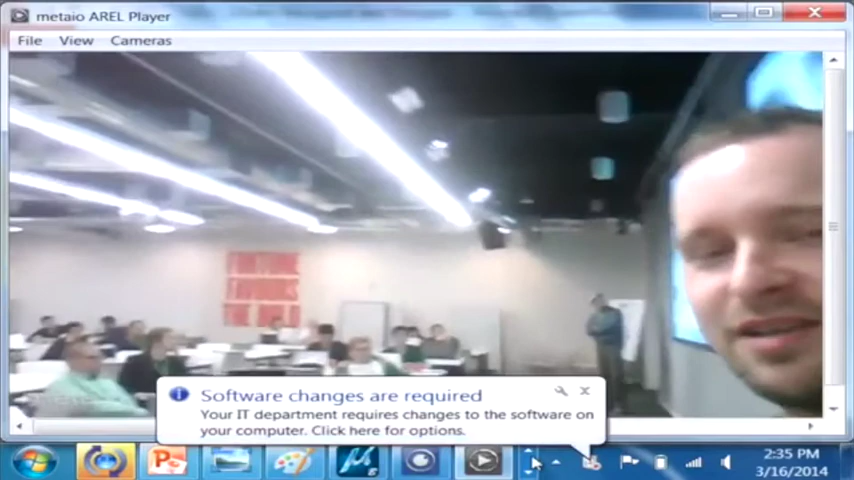 metaio AREL Player
File View Cameras
Software changes are required
Your IT department requires changes to the software on
your computer. Click here for options.
2:35 PM
3/16/2014